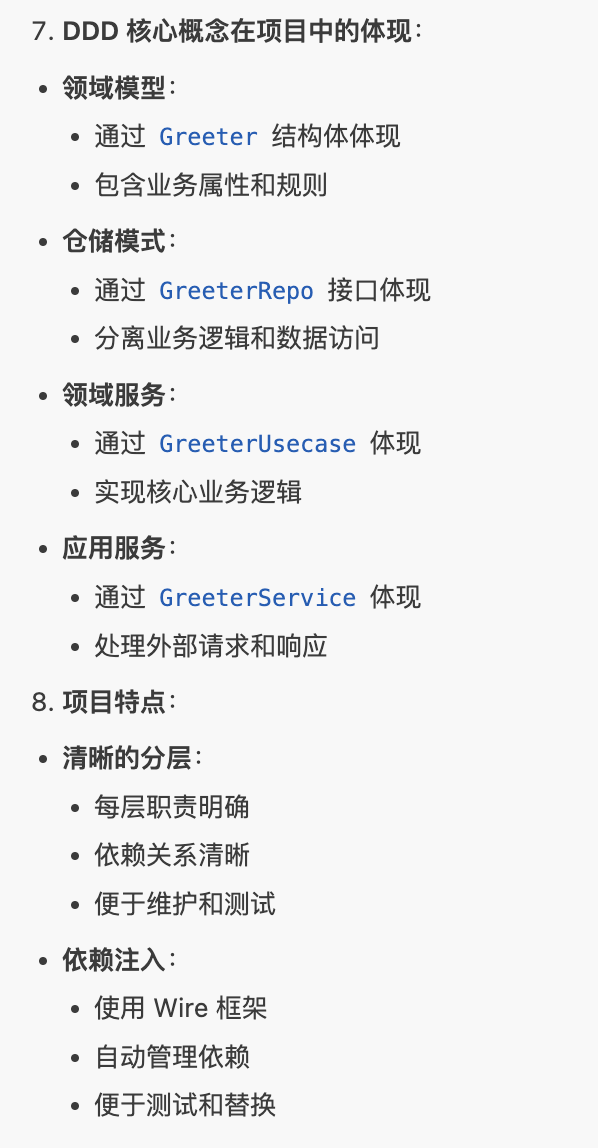 7. DDD 核心概念在项目中的体现：
• 领域模型：
• 通过 Greeter 结构体体现
• 包含业务属性和规则
• 仓储模式：
• 通过 GreeterRepo 接口体现
• 分离业务逻辑和数据访问
• 领域服务：
• 通过 GreeterUsecase 体现
• 实现核心业务逻辑
• 应用服务：
• 通过 GreeterService 体现
• 处理外部请求和响应
8. 项目特点：
• 清晰的分层：
• 每层职责明确
• 依赖关系清晰
• 便于维护和测试
• 依赖注入：
• 使用 Wire 框架
• 自动管理依赖
• 便于测试和替换